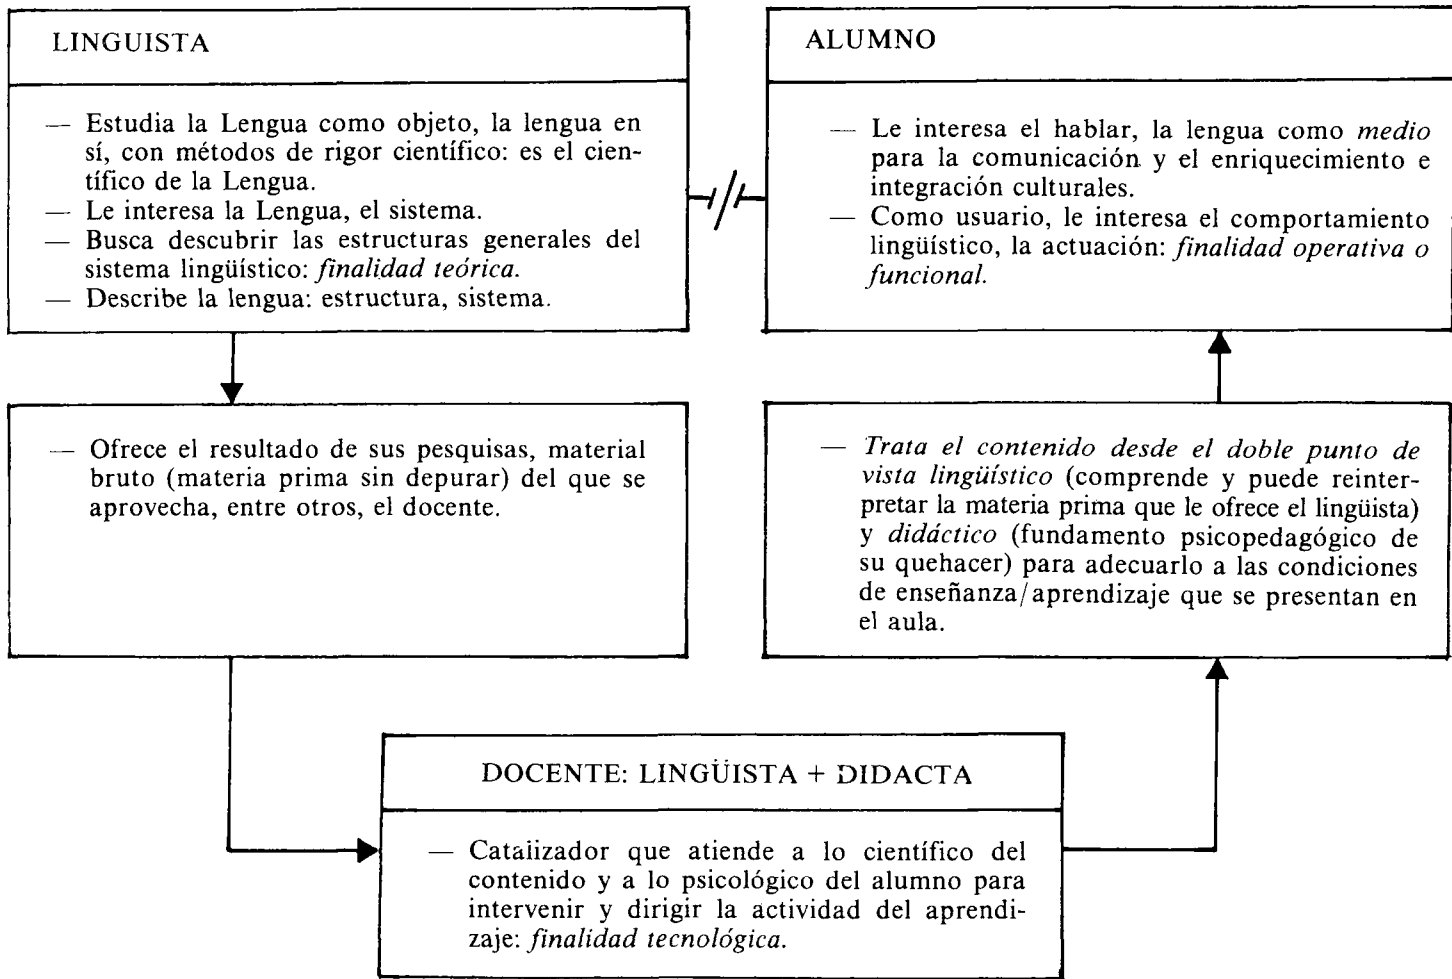 LINGUISTA
— Estudia la Lengua como objeto, la lengua en
sí, con métodos de rigor científico: es el cien-
tífico de la Lengua.
— Le interesa la Lengua, el sistema.
— Busca descubrir las estructuras generales del
sistema lingüístico: finalidad teórica.
— Describe la lengua: estructura, sistema.
ALUMNO
— Le interesa el hablar, la lengua como medio
para la comunicación y el enriquecimiento e
integración culturales.
— Como usuario, le interesa el comportamiento
lingüístico, la actuación: finalidad operativa o
funcional.
— Ofrece el resultado de sus pesquisas, material
bruto (materia prima sin depurar) del que se
aprovecha, entre otros, el docente.
— Trata el contenido desde el doble punto de
vista lingüístico (comprende y puede reinter-
pretar la materia prima que le ofrece el lingüista)
y didáctico (fundamento psicopedagógico de
su quehacer) para adecuarlo a las condiciones
de enseñanza/aprendizaje que se presentan en
el aula.
DOCENTE: LINGÜISTA + DIDACTA
— Catalizador que atiende a lo científico del
contenido y a lo psicológico del alumno para
intervenir y dirigir la actividad del aprendi-
zaje: finalidad tecnológica.